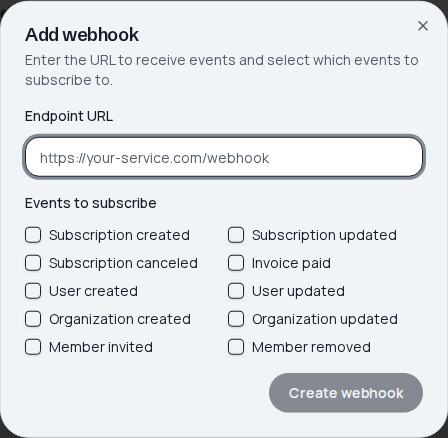 Add webhook
Enter the URL to receive events and select which events to
subscribe to.
Endpoint URL
https://your-service.com/webhook
Events to subscribe
Subscription created
Subscription updated
Subscription canceled
Invoice paid
User created
User updated
Organization created
Organization updated
Member invited
Member removed
Create webhook